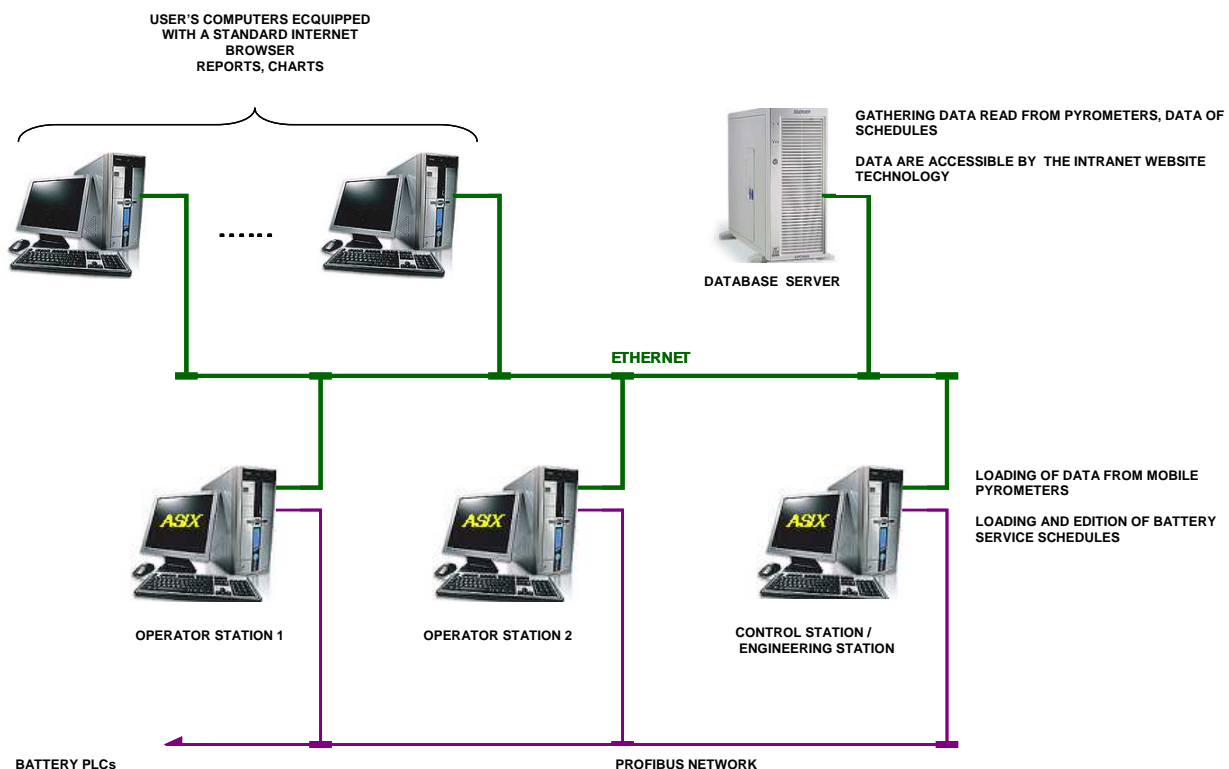 USER'S COMPUTERS ECQUIPPED
WITH A STANDARD INTERNET
BROWSER
REPORTS, CHARTS
GATHERING DATA READ FROM PYROMETERS, DATA OF
SCHEDULES
DATA ARE ACCESSIBLE BY THE INTRANET WEBSITE
TECHNOLOGY
......
DATABASE SERVER
ETHERNET
ASIX
ASIX
ASIX
LOADING OF DATA FROM MOBILE
PYROMETERS
LOADING AND EDITION OF BATTERY
SERVICE SCHEDULES
OPERATOR STATION 1
OPERATOR STATION 2
CONTROL STATION /
ENGINEERING STATION
BATTERY PLCs
PROFIBUS NETWORK